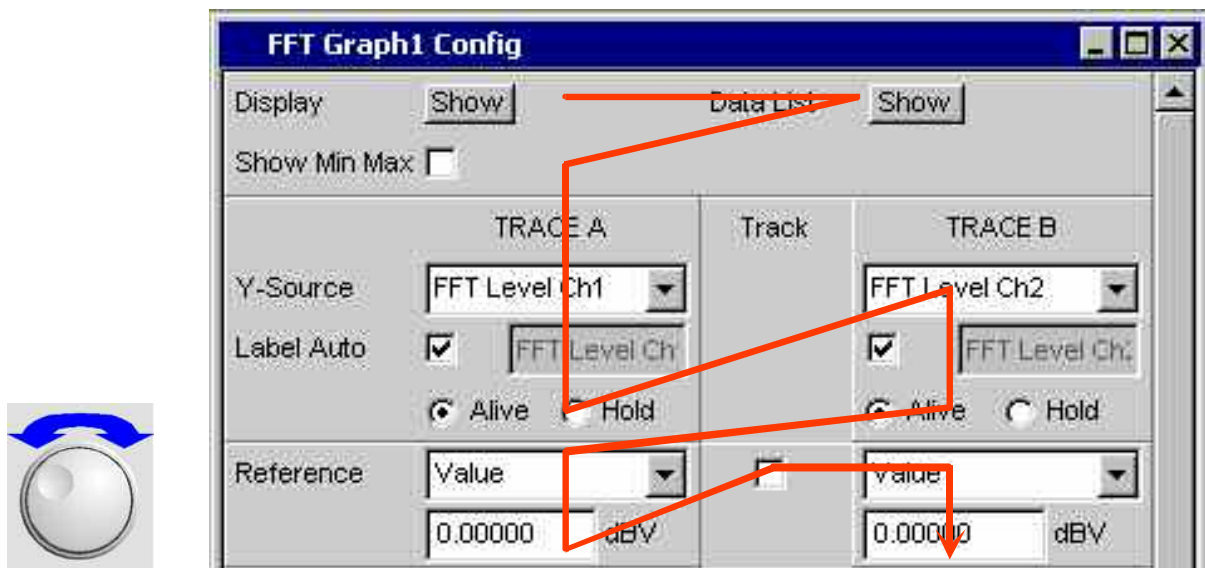 FFT Graph1 Config
Display Show Data List Show
Show Min Max
TRACE A Track TRACE B
Y-Source FFT Level Ch1 FFT Level Ch2
Label Auto FFT Level Ch FFT Level Ch2
Alive Hold Alive Hold
Reference Value Value
0.00000 dBV 0.00000 dBV